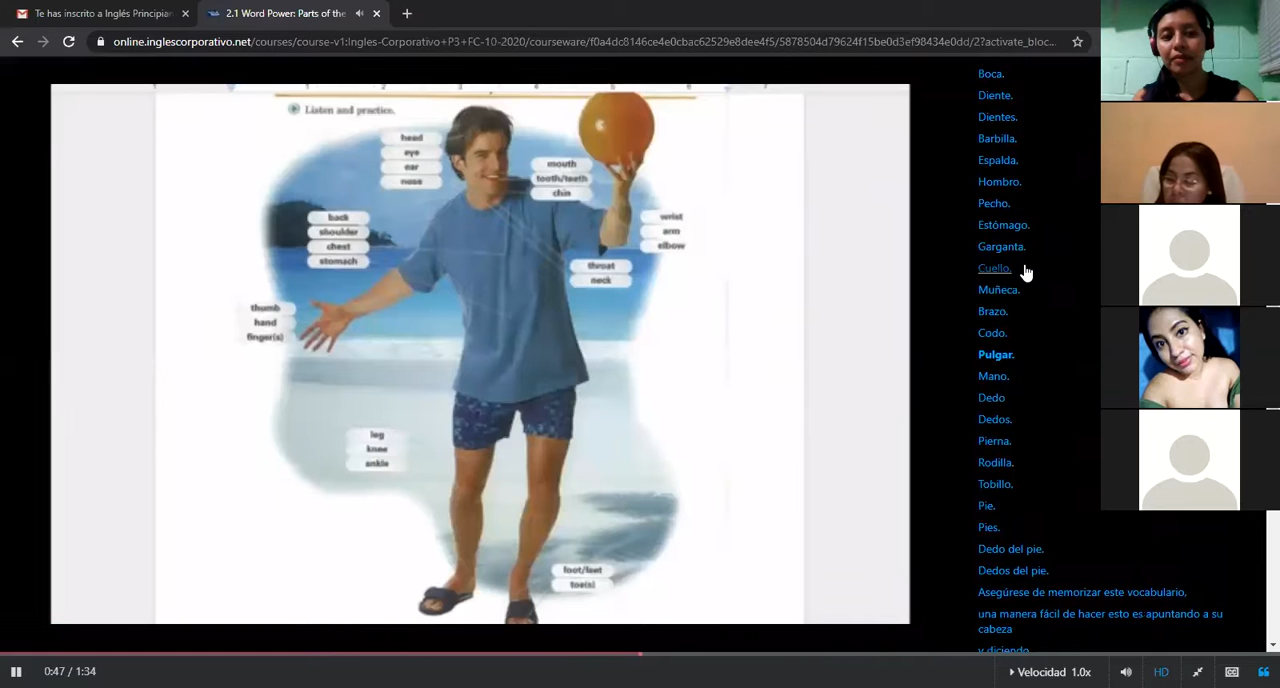 Te has inscrito a Inglés Principian
2.1 Word Power: Parts of the
online.inglescorporativo.net/courses/course-v1:Ingles-Corporativo+P3+FC-10-2020/courseware/f0a4dc8146ce4e0cbac62529e8dee4f5/5878504d79624f15be0d3ef98434e0dd/2?activate_bloc...
Listen and practice.
head
eye
ear
nose
mouth
tooth/teeth
chin
back
shoulder
chest
stomach
wrist
arm
elbow
throat
neck
thumb
hand
finger(s)
leg
knee
ankle
foot/feet
toe(s)
Boca.
Diente.
Dientes.
Barbilla.
Espalda.
Hombro.
Pecho.
Estómago.
Garganta.
Cuello.
Muñeca.
Brazo.
Codo.
Pulgar.
Mano.
Dedo
Dedos.
Pierna.
Rodilla.
Tobillo.
Pie.
Pies.
Dedo del pie.
Dedos del pie.
Asegúrese de memorizar este vocabulario,
una manera fácil de hacer esto es apuntando a su
cabeza
y diciendo
0:47 / 1:34
Velocidad 1.0x
HD
CC